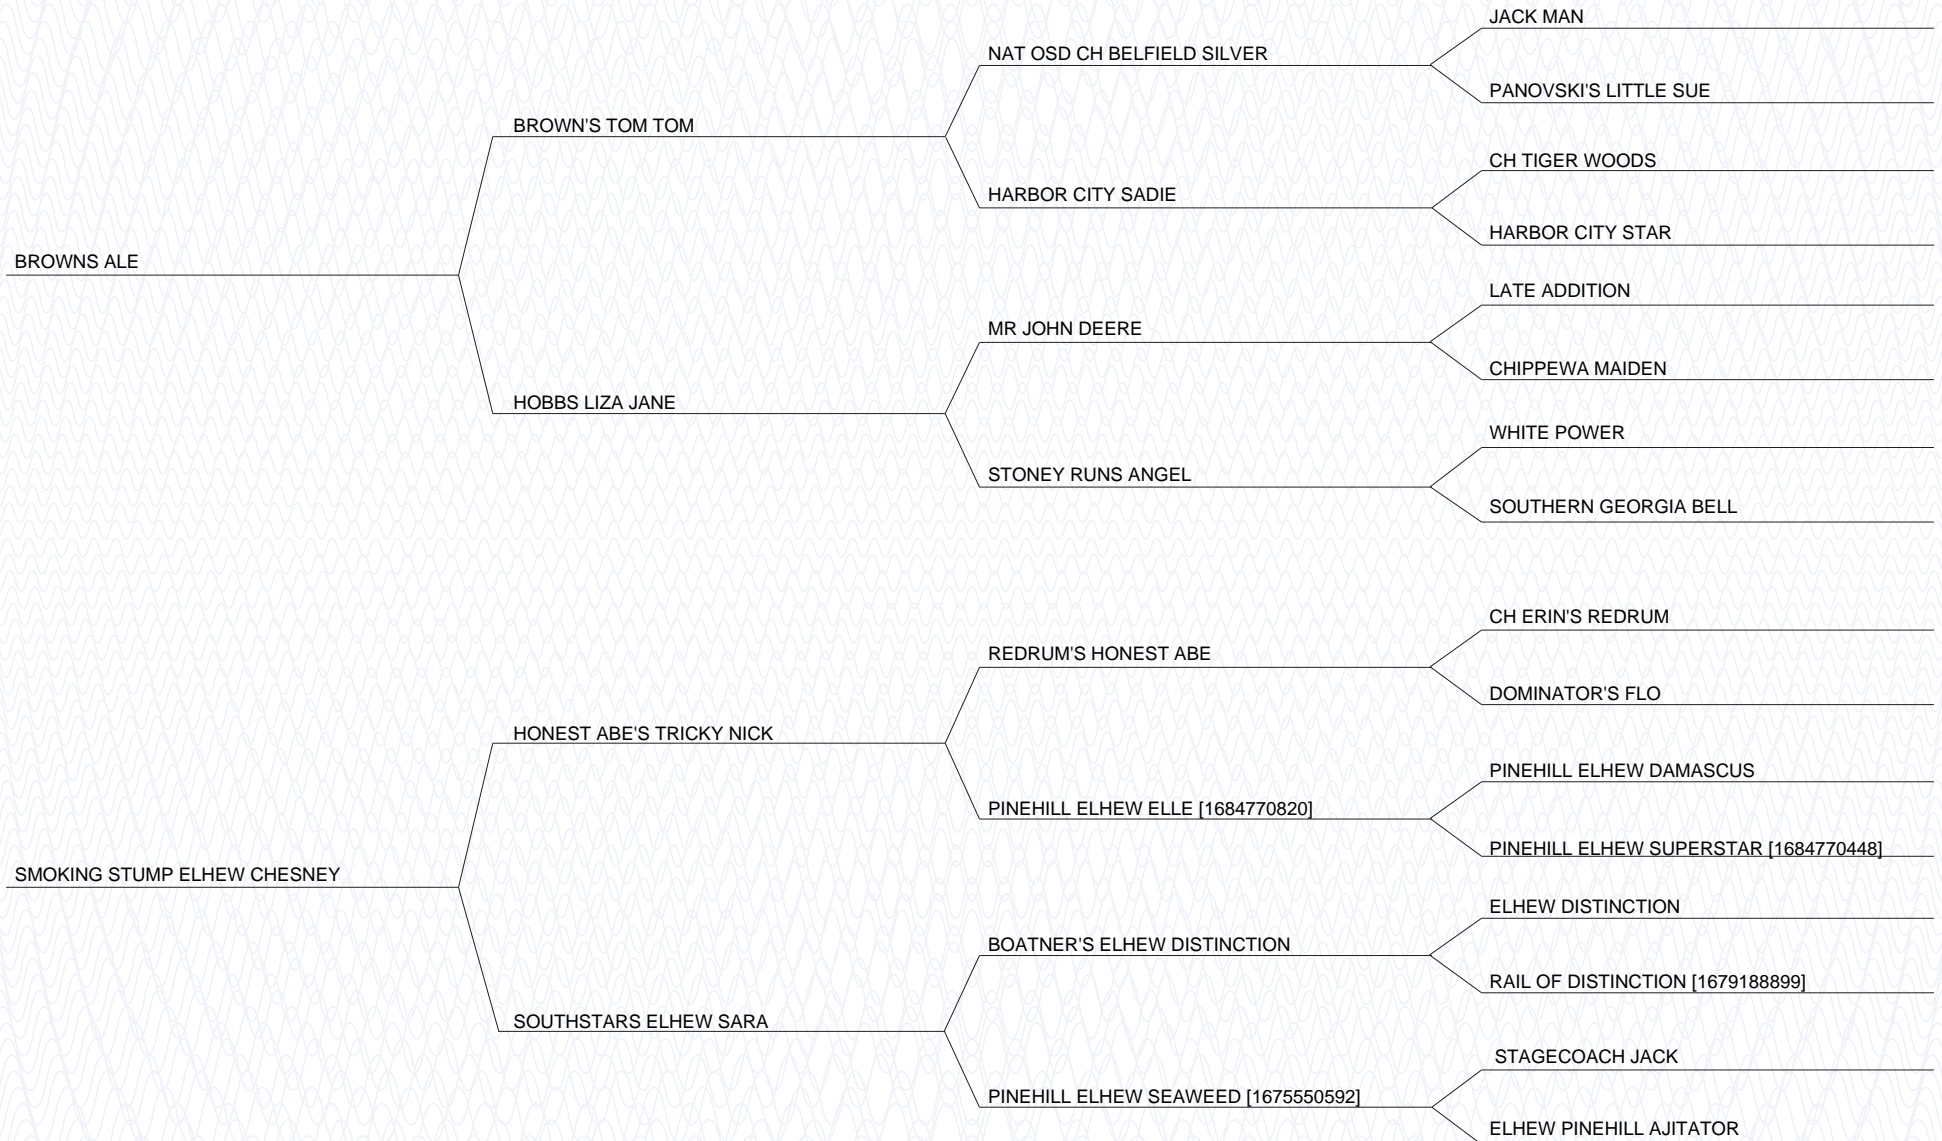 JACK MAN
NAT OSD CH BELFIELD SILVER
PANOVSKI'S LITTLE SUE
BROWN'S TOM TOM
CH TIGER WOODS
HARBOR CITY SADIE
HARBOR CITY STAR
BROWNS ALE
LATE ADDITION
MR JOHN DEERE
CHIPPEWA MAIDEN
HOBBS LIZA JANE
WHITE POWER
STONEY RUNS ANGEL
SOUTHERN GEORGIA BELL
CH ERIN'S REDRUM
REDRUM'S HONEST ABE
DOMINATOR'S FLO
HONEST ABE'S TRICKY NICK
PINEHILL ELHEW DAMASCUS
PINEHILL ELHEW ELLE [1684770820]
PINEHILL ELHEW SUPERSTAR [1684770448]
SMOKING STUMP ELHEW CHESNEY
ELHEW DISTINCTION
BOATNER'S ELHEW DISTINCTION
RAIL OF DISTINCTION [1679188899]
SOUTHSTARS ELHEW SARA
STAGECOACH JACK
PINEHILL ELHEW SEAWEED [1675550592]
ELHEW PINEHILL AJITATOR